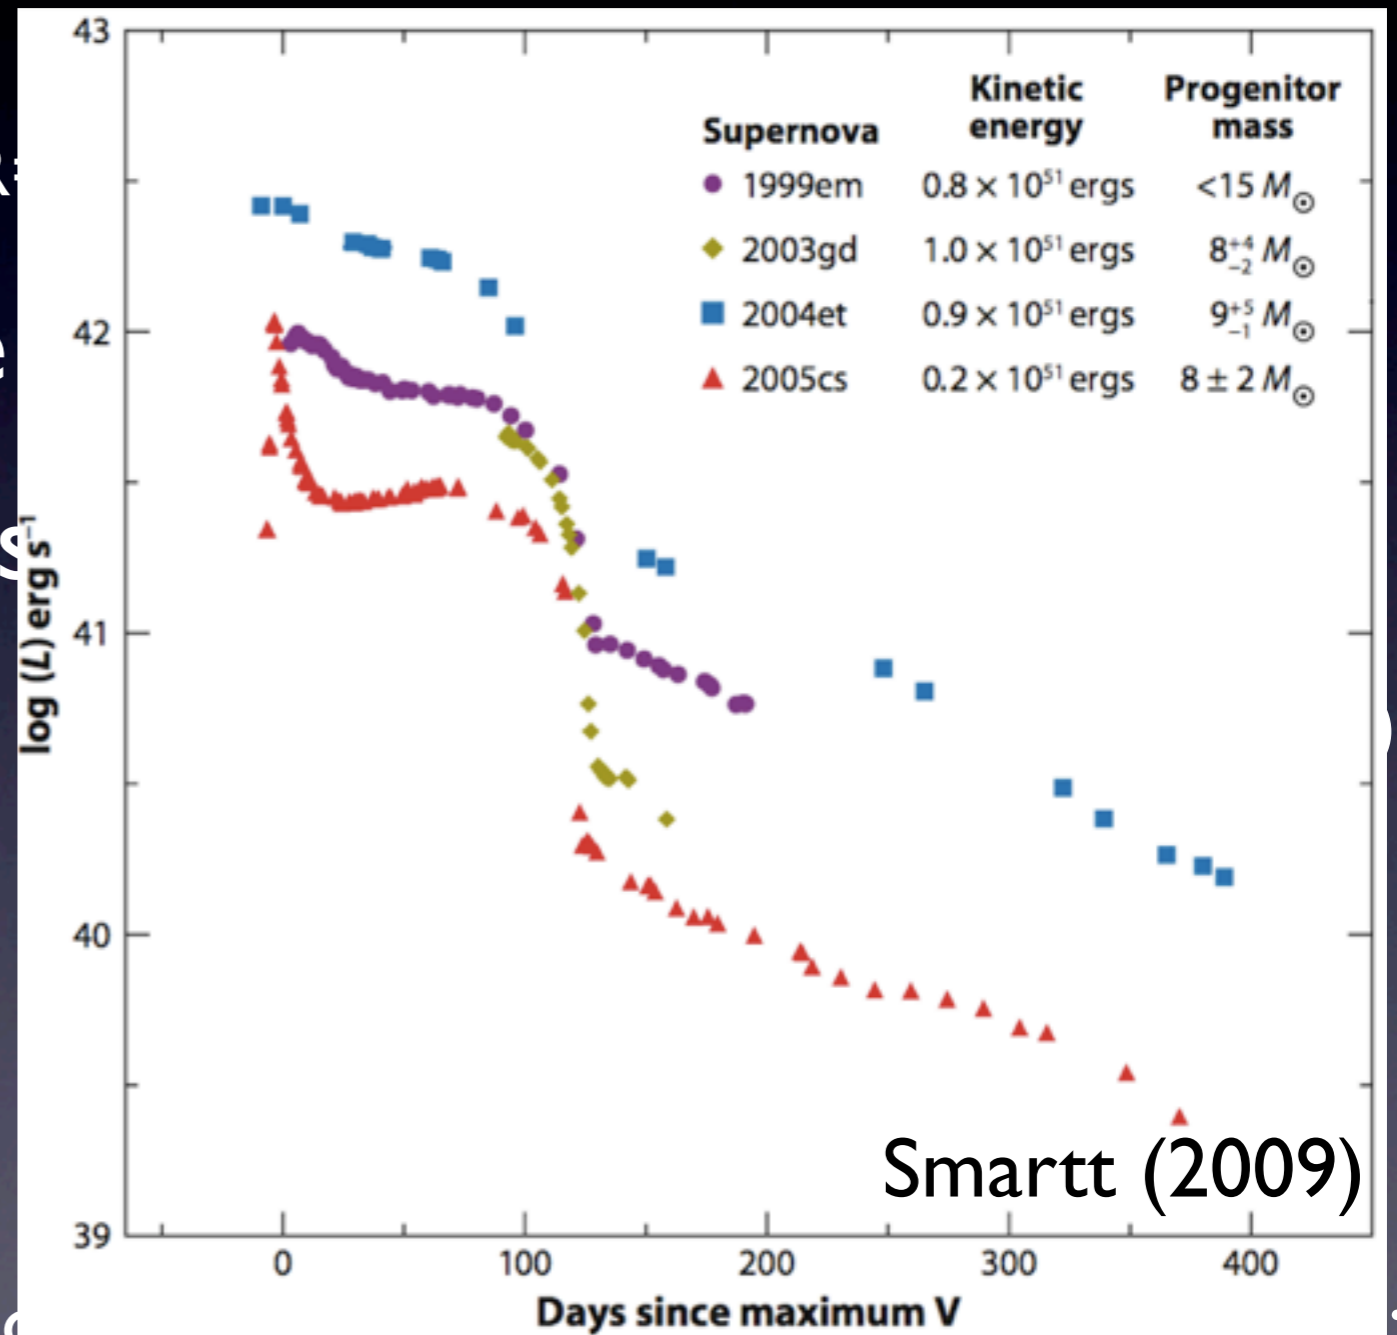 43
42
41
40
39
log (L) erg s⁻¹
Supernova Kinetic energy Progenitor mass
1999em 0.8 × 10⁵¹ ergs <15 M☉
2003gd 1.0 × 10⁵¹ ergs 8⁺⁴₋₂ M☉
2004et 0.9 × 10⁵¹ ergs 9⁺⁵₋₁ M☉
2005cs 0.2 × 10⁵¹ ergs 8 ± 2 M☉
Smartt (2009)
0 100 200 300 400
Days since maximum V